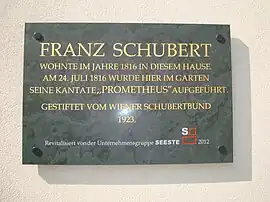 FRANZ SCHUBERT
WOHNTE IM JAHRE 1816 IN DIESEM HAUSE
AM 24. JULI 1816 WURDE HIER IM GARTEN
SEINE KANTATE „PROMETHEUS" AUFGEFÜHRT.
GESTIFTET VOM WIENER SCHUBERTBUND
1923.
Revitalisiert von der Unternehmensgruppe SEESTE S 2012